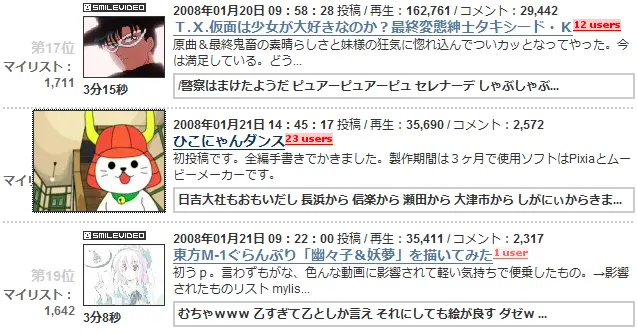 SMILEVIDEO
2008年01月20日 09：58：28 投稿 / 再生：162,761 / コメント：29,442
T.X.仮面は少女が大好きなのか？最終変態紳士タキシード・K 12 users
第17位
原曲＆最終鬼畜の素晴らしさと妹様の狂気に惚れ込んでついカッとなってやった。今
は満足している。どう...
マイリスト：
1,711
3分15秒
/警察はまけたようだ ピュアーピュアーピュ セレナーデ しゃぶしゃぶ...
2008年01月21日 14：45：17 投稿 / 再生：35,690 / コメント：2,572
ひこにゃんダンス 23 users
初投稿です。全編手書きでかきました。製作期間は３ヶ月で使用ソフトはPixiaとムー
ビーメーカーです。
マイリ
日吉大社もおもいだし 長浜から 信楽から 瀬田から 大津市から しがにぃからきま...
SMILEVIDEO
2008年01月21日 09：22：00 投稿 / 再生：35,411 / コメント：2,317
東方M-1ぐらんぷり「幽々子＆妖夢」を描いてみた 1 user
第19位
初うｐ。言わずもがな、色んな動画に影響されて軽い気持ちで便乗したもの。→影響
されたものリスト mylis...
マイリスト：
1,642
3分8秒
むちゃｗｗｗ 乙すぎて乙としか言え それにしても絵が良す ダゼw ...